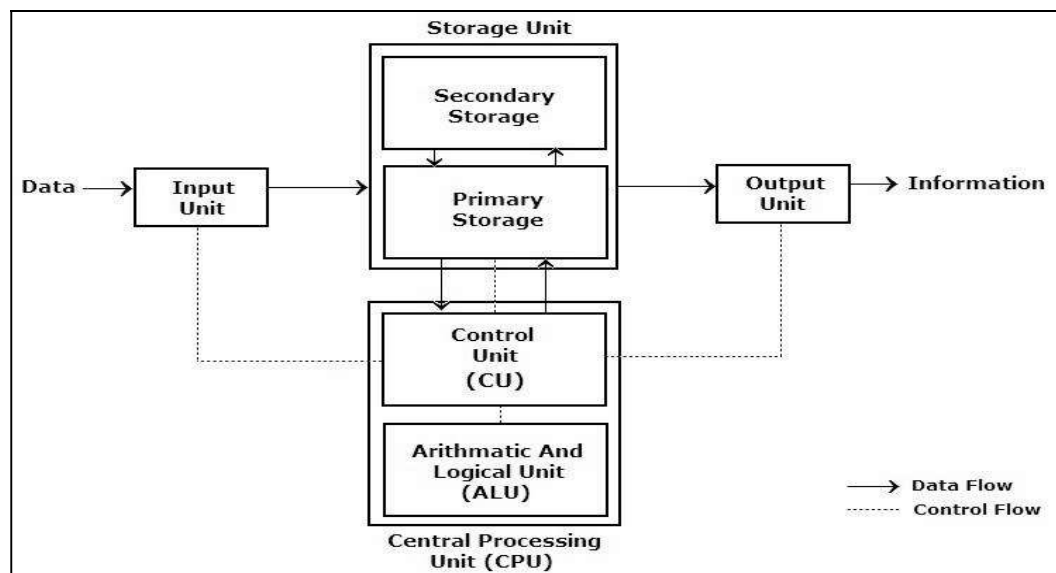 Storage Unit
Secondary
Storage
Data
Input
Unit
Primary
Storage
Output
Unit
Information
Control
Unit
(CU)
Arithmatic And
Logical Unit
(ALU)
Central Processing
Unit (CPU)
Data Flow
Control Flow